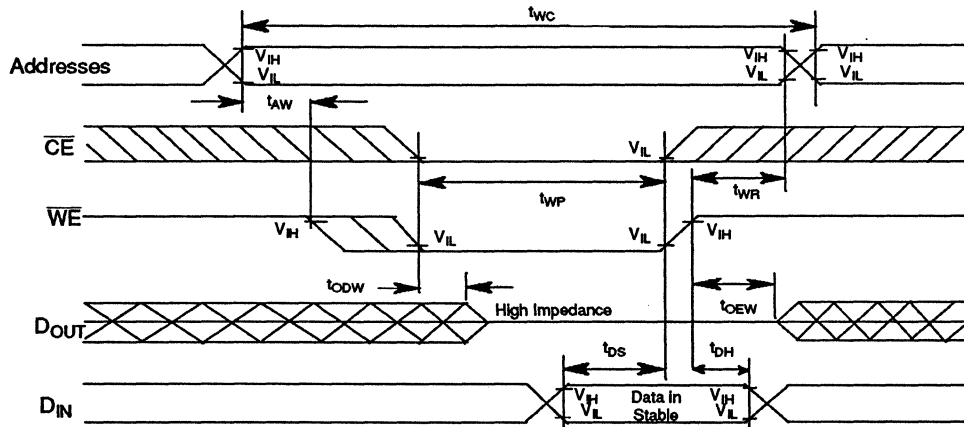 tWC
Addresses VIH VIH VIH
VIL VIL VIL
tAW
CE VIL
tWP tWR
WE VIH VIL VIL VIH
tODW tOEW
DOUT High Impedance
tDS tDH
DIN VIH Data in VIH
VIL Stable VIL